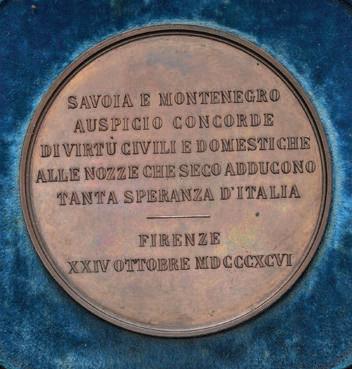 SAVOIA E MONTENEGRO
AUSPICIO CONCORDE
DI VIRTÙ CIVILI E DOMESTICHE
ALLE NOZZE CHE SECO ADDUCONO
TANTA SPERANZA D'ITALIA
FIRENZE
XXIV OTTOBRE MDCCCXCVI